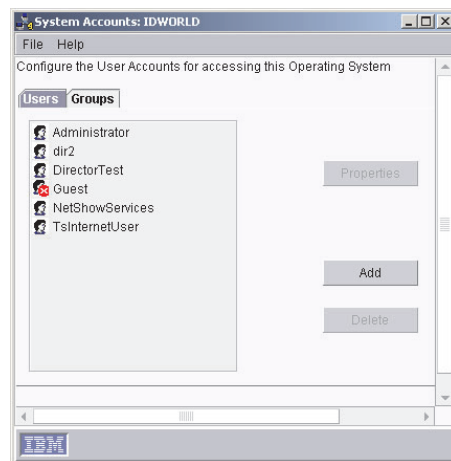 System Accounts: IDWORLD
File Help
Configure the User Accounts for accessing this Operating System
Users Groups
Administrator
dir2
DirectorTest
Guest
NetShowServices
TsInternetUser
Properties
Add
Delete
IBM